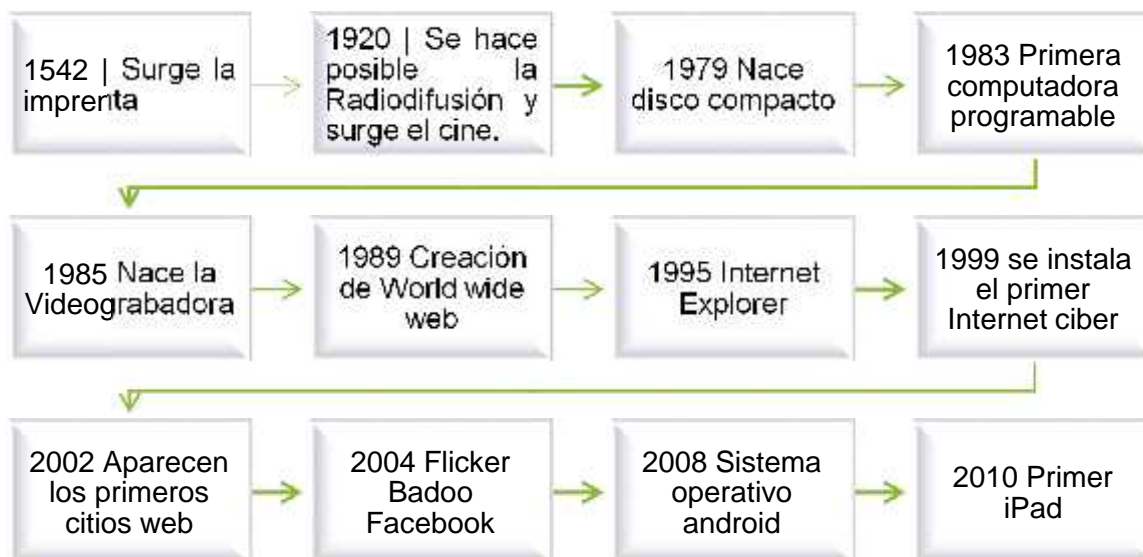 1542 | Surge la
imprenta
1920 | Se hace
posible la
Radiodifusión y
surge el cine.
1979 Nace
disco compacto
1983 Primera
computadora
programable
1985 Nace la
Videograbadora
1989 Creación
de World wide
web
1995 Internet
Explorer
1999 se instala
el primer
Internet ciber
2002 Aparecen
los primeros
citios web
2004 Flicker
Badoo
Facebook
2008 Sistema
operativo
android
2010 Primer
iPad